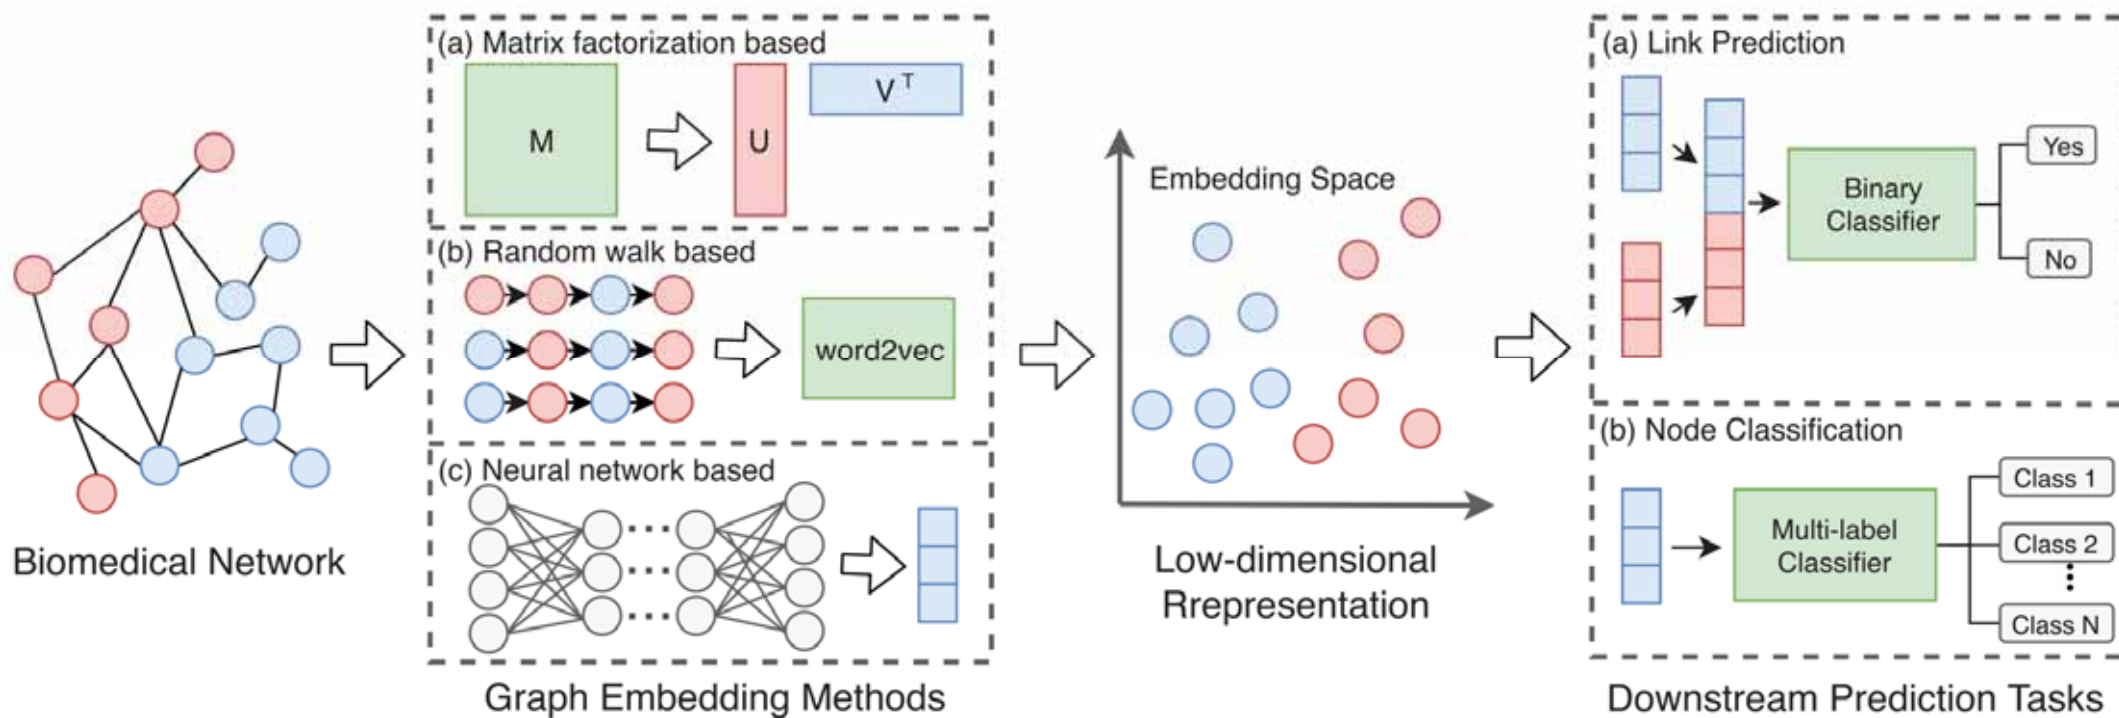 Biomedical Network
(a) Matrix factorization based
M
U
V T
(b) Random walk based
word2vec
(c) Neural network based
Graph Embedding Methods
Embedding Space
Low-dimensional
Rrepresentation
(a) Link Prediction
Binary
Classifier
Yes
No
(b) Node Classification
Multi-label
Classifier
Class 1
Class 2
Class N
Downstream Prediction Tasks